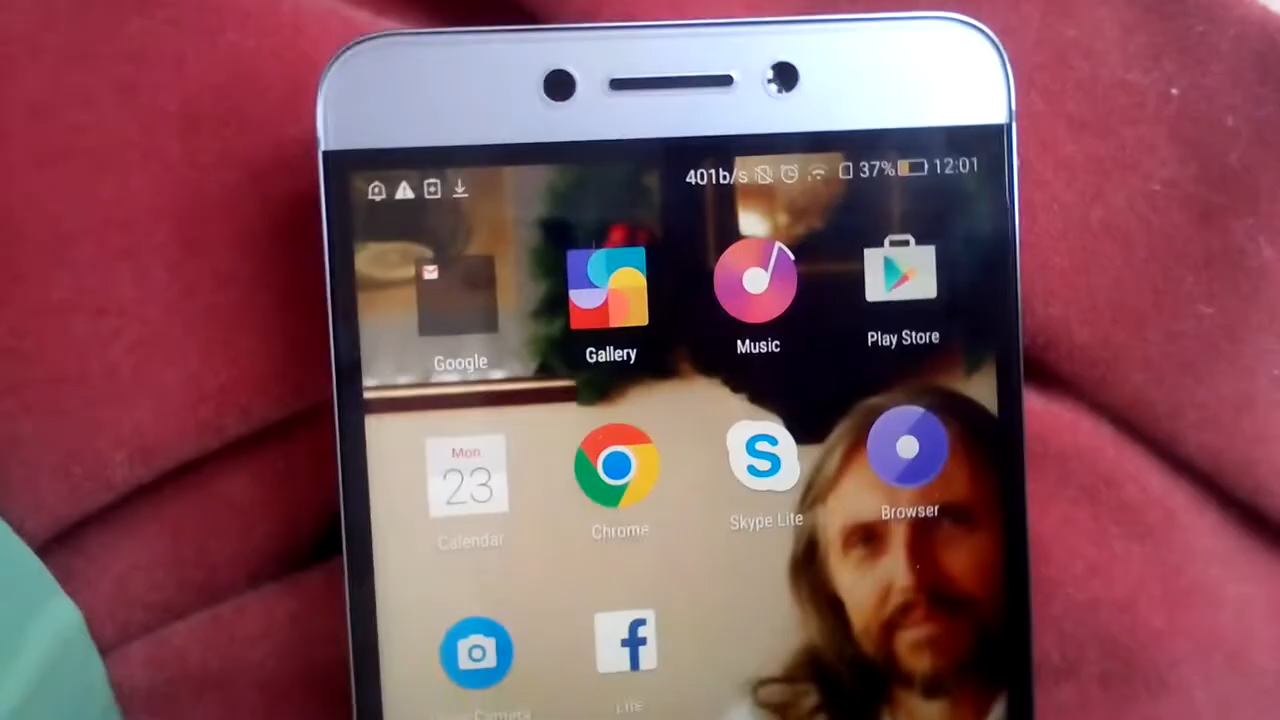 401b/s 37% 12:01
Google Gallery Music Play Store
Mon
23
Calendar Chrome Skype Lite Browser
Camera Lite